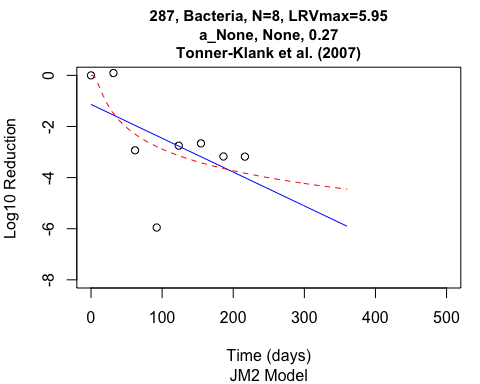 287, Bacteria, N=8, LRVmax=5.95
a_None, None, 0.27
Tonner-Klank et al. (2007)
Log10 Reduction
0
-2
-4
-6
-8
0 100 200 300 400 500
Time (days)
JM2 Model